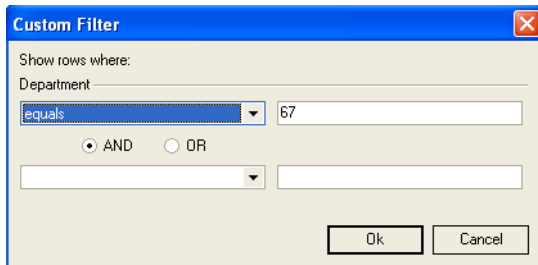 Custom Filter
Show rows where:
Department
equals 67
AND OR
Ok Cancel